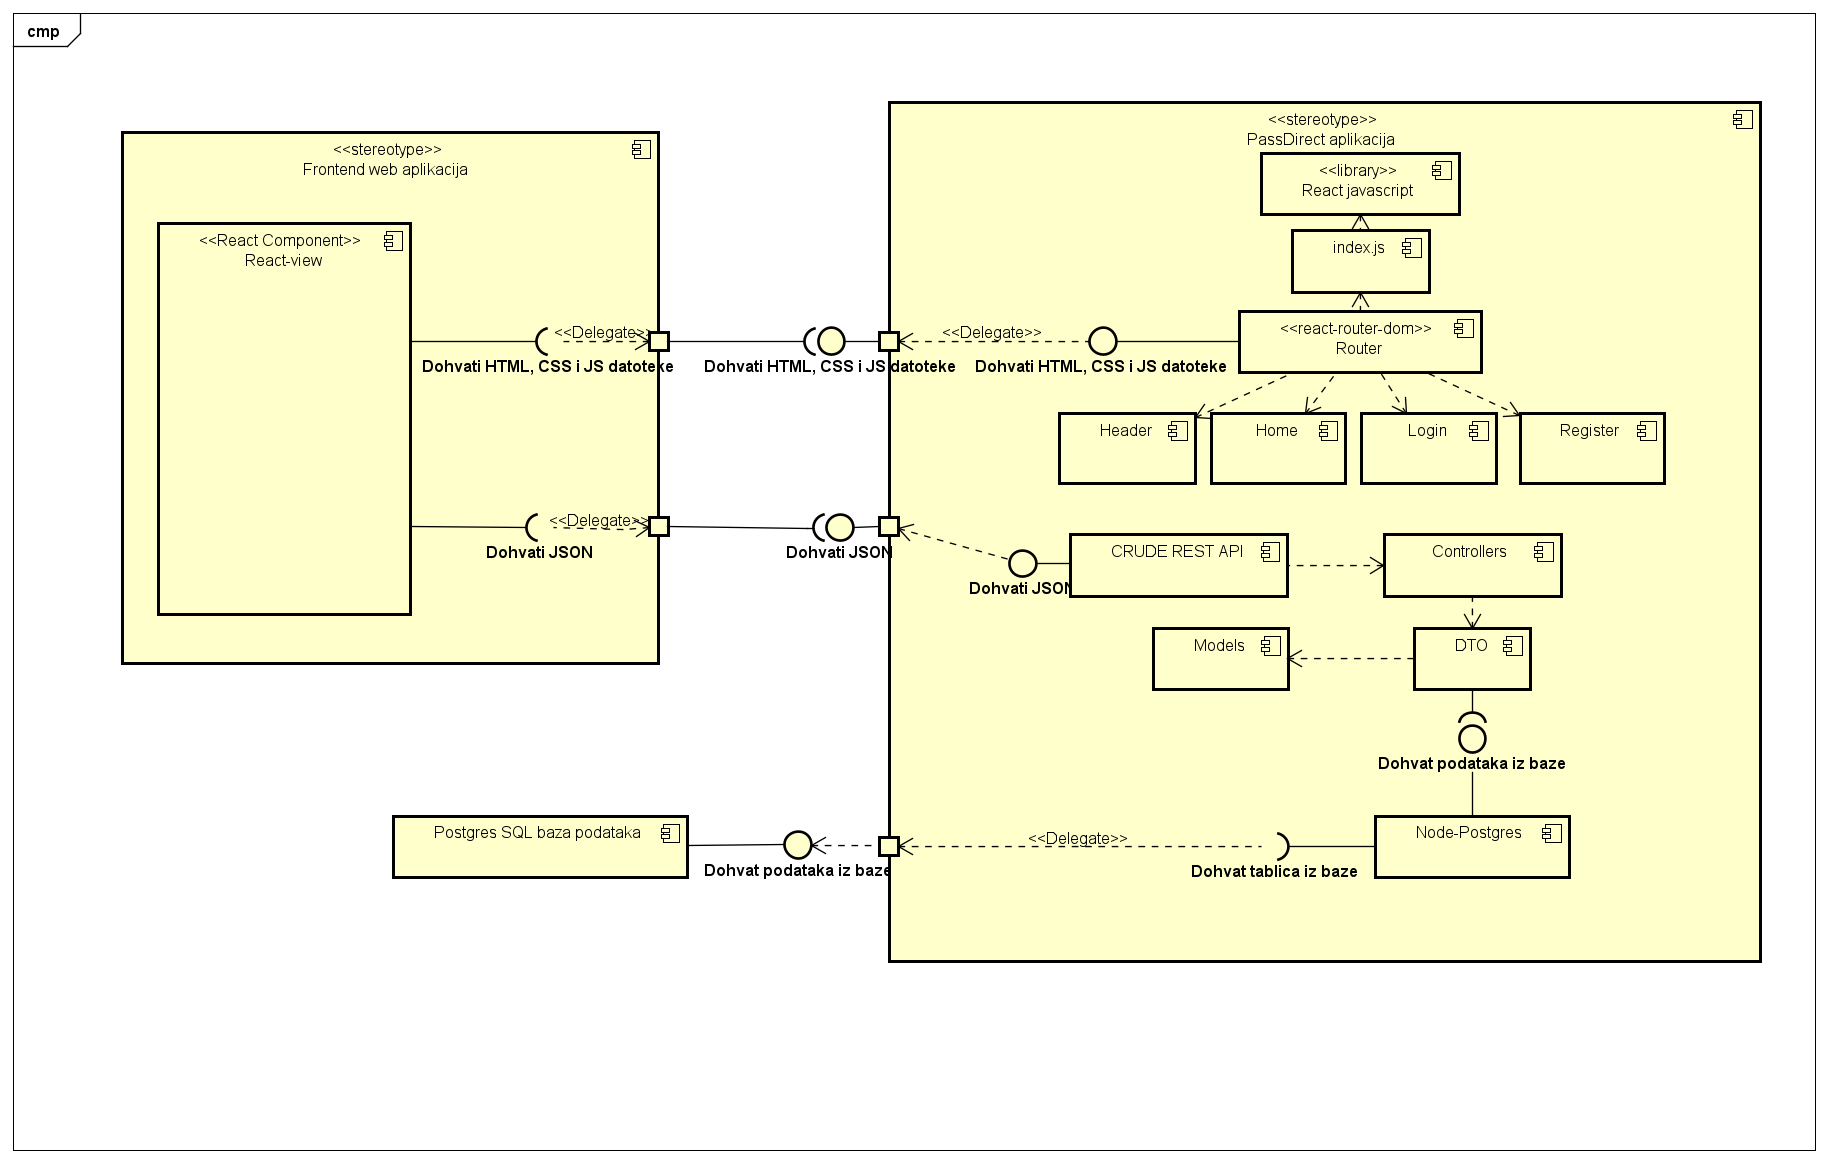 cmp
<<stereotype>>
Frontend web aplikacija
<<React Component>>
React-view
<<Delegate>>
Dohvati HTML, CSS i JS datoteke
<<Delegate>>
Dohvati JSON
Dohvati HTML, CSS i JS datoteke
Dohvati JSON
<<stereotype>>
PassDirect aplikacija
<<library>>
React javascript
index.js
<<react-router-dom>>
Router
<<Delegate>>
Dohvati HTML, CSS i JS datoteke
Header
Home
Login
Register
CRUDE REST API
Controllers
Dohvati JSON
Models
DTO
Dohvat podataka iz baze
Postgres SQL baza podataka
Dohvat podataka iz baze
<<Delegate>>
Dohvat tablica iz baze
Node-Postgres